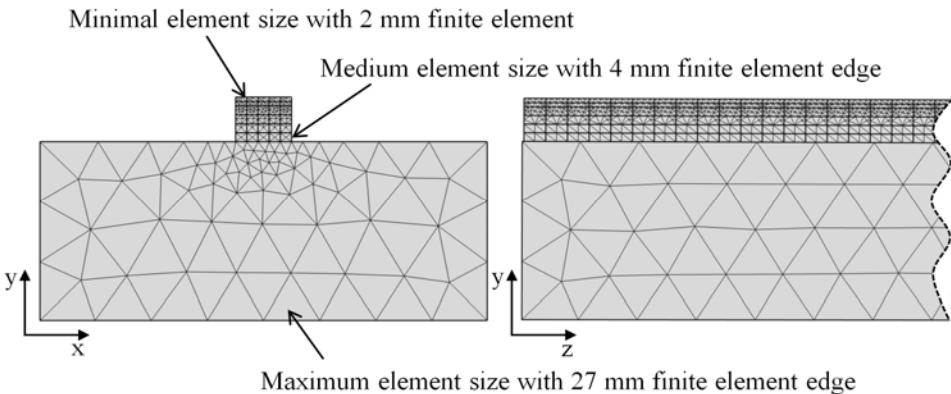 Minimal element size with 2 mm finite element
Medium element size with 4 mm finite element edge
y
x
y
z
Maximum element size with 27 mm finite element edge